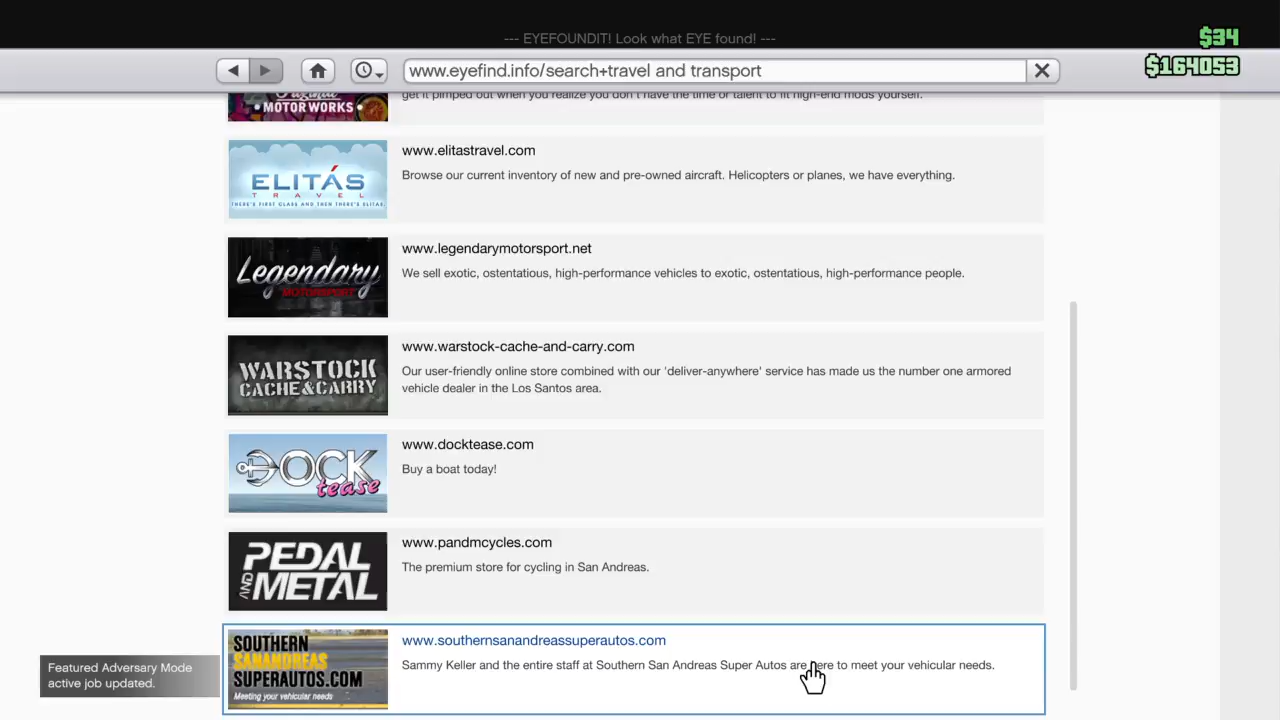 --- EYEFOUNDIT! Look what EYE found! ---
$34
www.eyefind.info/search+travel and transport
$164053
get it pimped out when you realize you don't have the time or talent to fit high-end mods yourself.
Original
• MOTOR WORKS •
www.elitastravel.com
Browse our current inventory of new and pre-owned aircraft. Helicopters or planes, we have everything.
ELITÁS
TRAVEL
THERE'S FIRST CLASS AND THEN THERE'S ELITAS
www.legendarymotorsport.net
We sell exotic, ostentatious, high-performance vehicles to exotic, ostentatious, high-performance people.
Legendary
MOTORSPORT
www.warstock-cache-and-carry.com
Our user-friendly online store combined with our 'deliver-anywhere' service has made us the number one armored
vehicle dealer in the Los Santos area.
WARSTOCK
CACHE&CARRY
www.docktease.com
Buy a boat today!
DOCK
tease
www.pandmcycles.com
The premium store for cycling in San Andreas.
PEDAL
AND METAL
www.southernsanandreassuperautos.com
Sammy Keller and the entire staff at Southern San Andreas Super Autos are here to meet your vehicular needs.
SOUTHERN
SANANDREAS
SUPERAUTOS.COM
Meeting your vehicular needs
Featured Adversary Mode
active job updated.